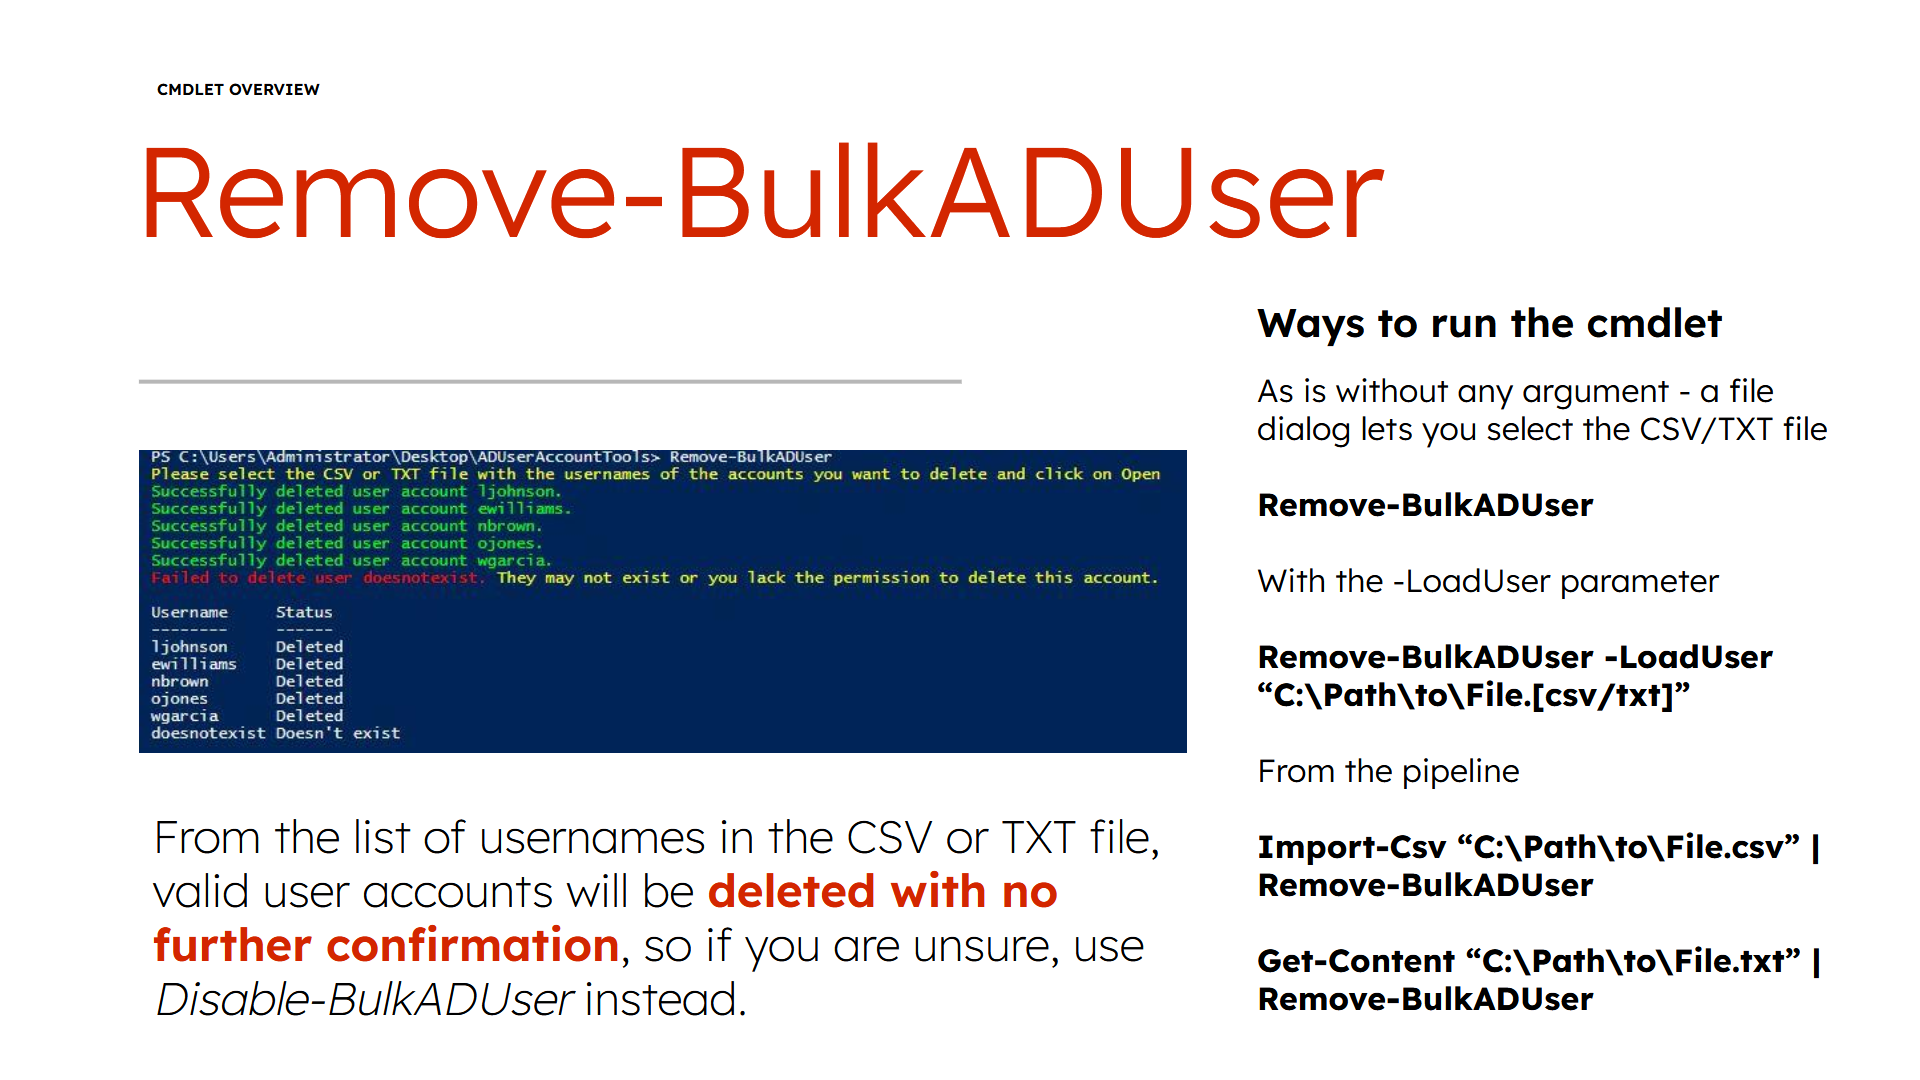 CMDLET OVERVIEW
Remove-BulkADUser
PS C:\Users\Administrator\Desktop\ADUserAccountTools> Remove-BulkADUser
Please select the CSV or TXT file with the usernames of the accounts you want to delete and click on Open
Successfully deleted user account ljohnson.
Successfully deleted user account ewilliams.
Successfully deleted user account nbrown.
Successfully deleted user account ojones.
Successfully deleted user account wgarcia.
Failed to delete user doesnotexist. They may not exist or you lack the permission to delete this account.
Username Status
-------- ------
ljohnson Deleted
ewilliams Deleted
nbrown Deleted
ojones Deleted
wgarcia Deleted
doesnotexist Doesn't exist
From the list of usernames in the CSV or TXT file,
valid user accounts will be deleted with no
further confirmation, so if you are unsure, use
Disable-BulkADUser instead.
Ways to run the cmdlet
As is without any argument - a file
dialog lets you select the CSV/TXT file
Remove-BulkADUser
With the -LoadUser parameter
Remove-BulkADUser -LoadUser
“C:\Path\to\File.[csv/txt]”
From the pipeline
Import-Csv “C:\Path\to\File.csv” |
Remove-BulkADUser
Get-Content “C:\Path\to\File.txt” |
Remove-BulkADUser